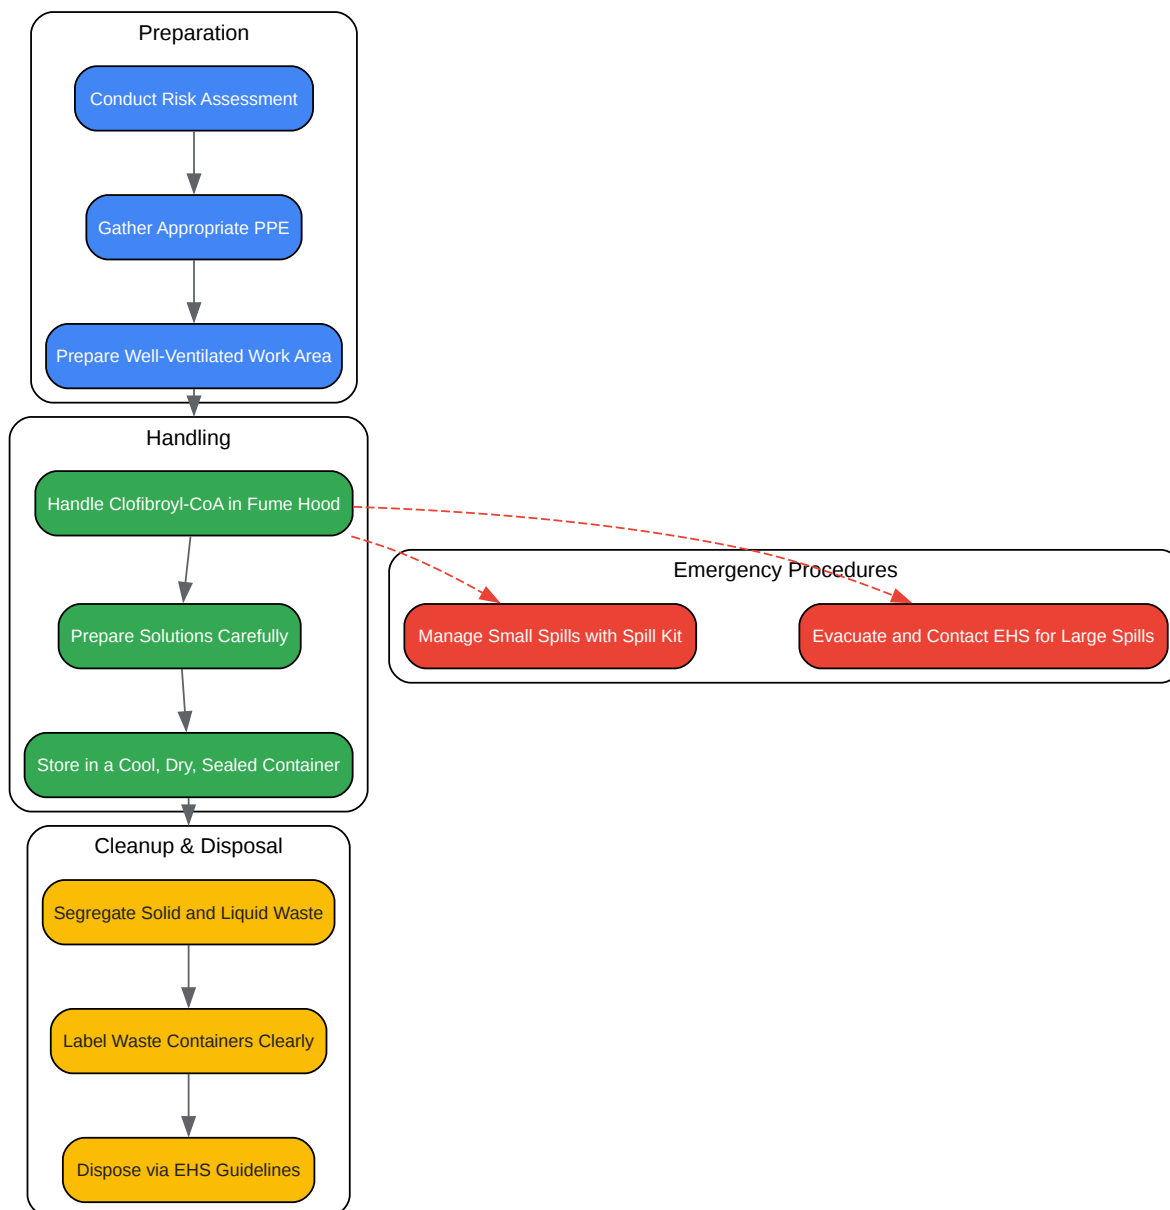 Preparation
Conduct Risk Assessment
Gather Appropriate PPE
Prepare Well-Ventilated Work Area
Handling
Handle Clofibroyl-CoA in Fume Hood
Prepare Solutions Carefully
Store in a Cool, Dry, Sealed Container
Emergency Procedures
Manage Small Spills with Spill Kit
Evacuate and Contact EHS for Large Spills
Cleanup & Disposal
Segregate Solid and Liquid Waste
Label Waste Containers Clearly
Dispose via EHS Guidelines